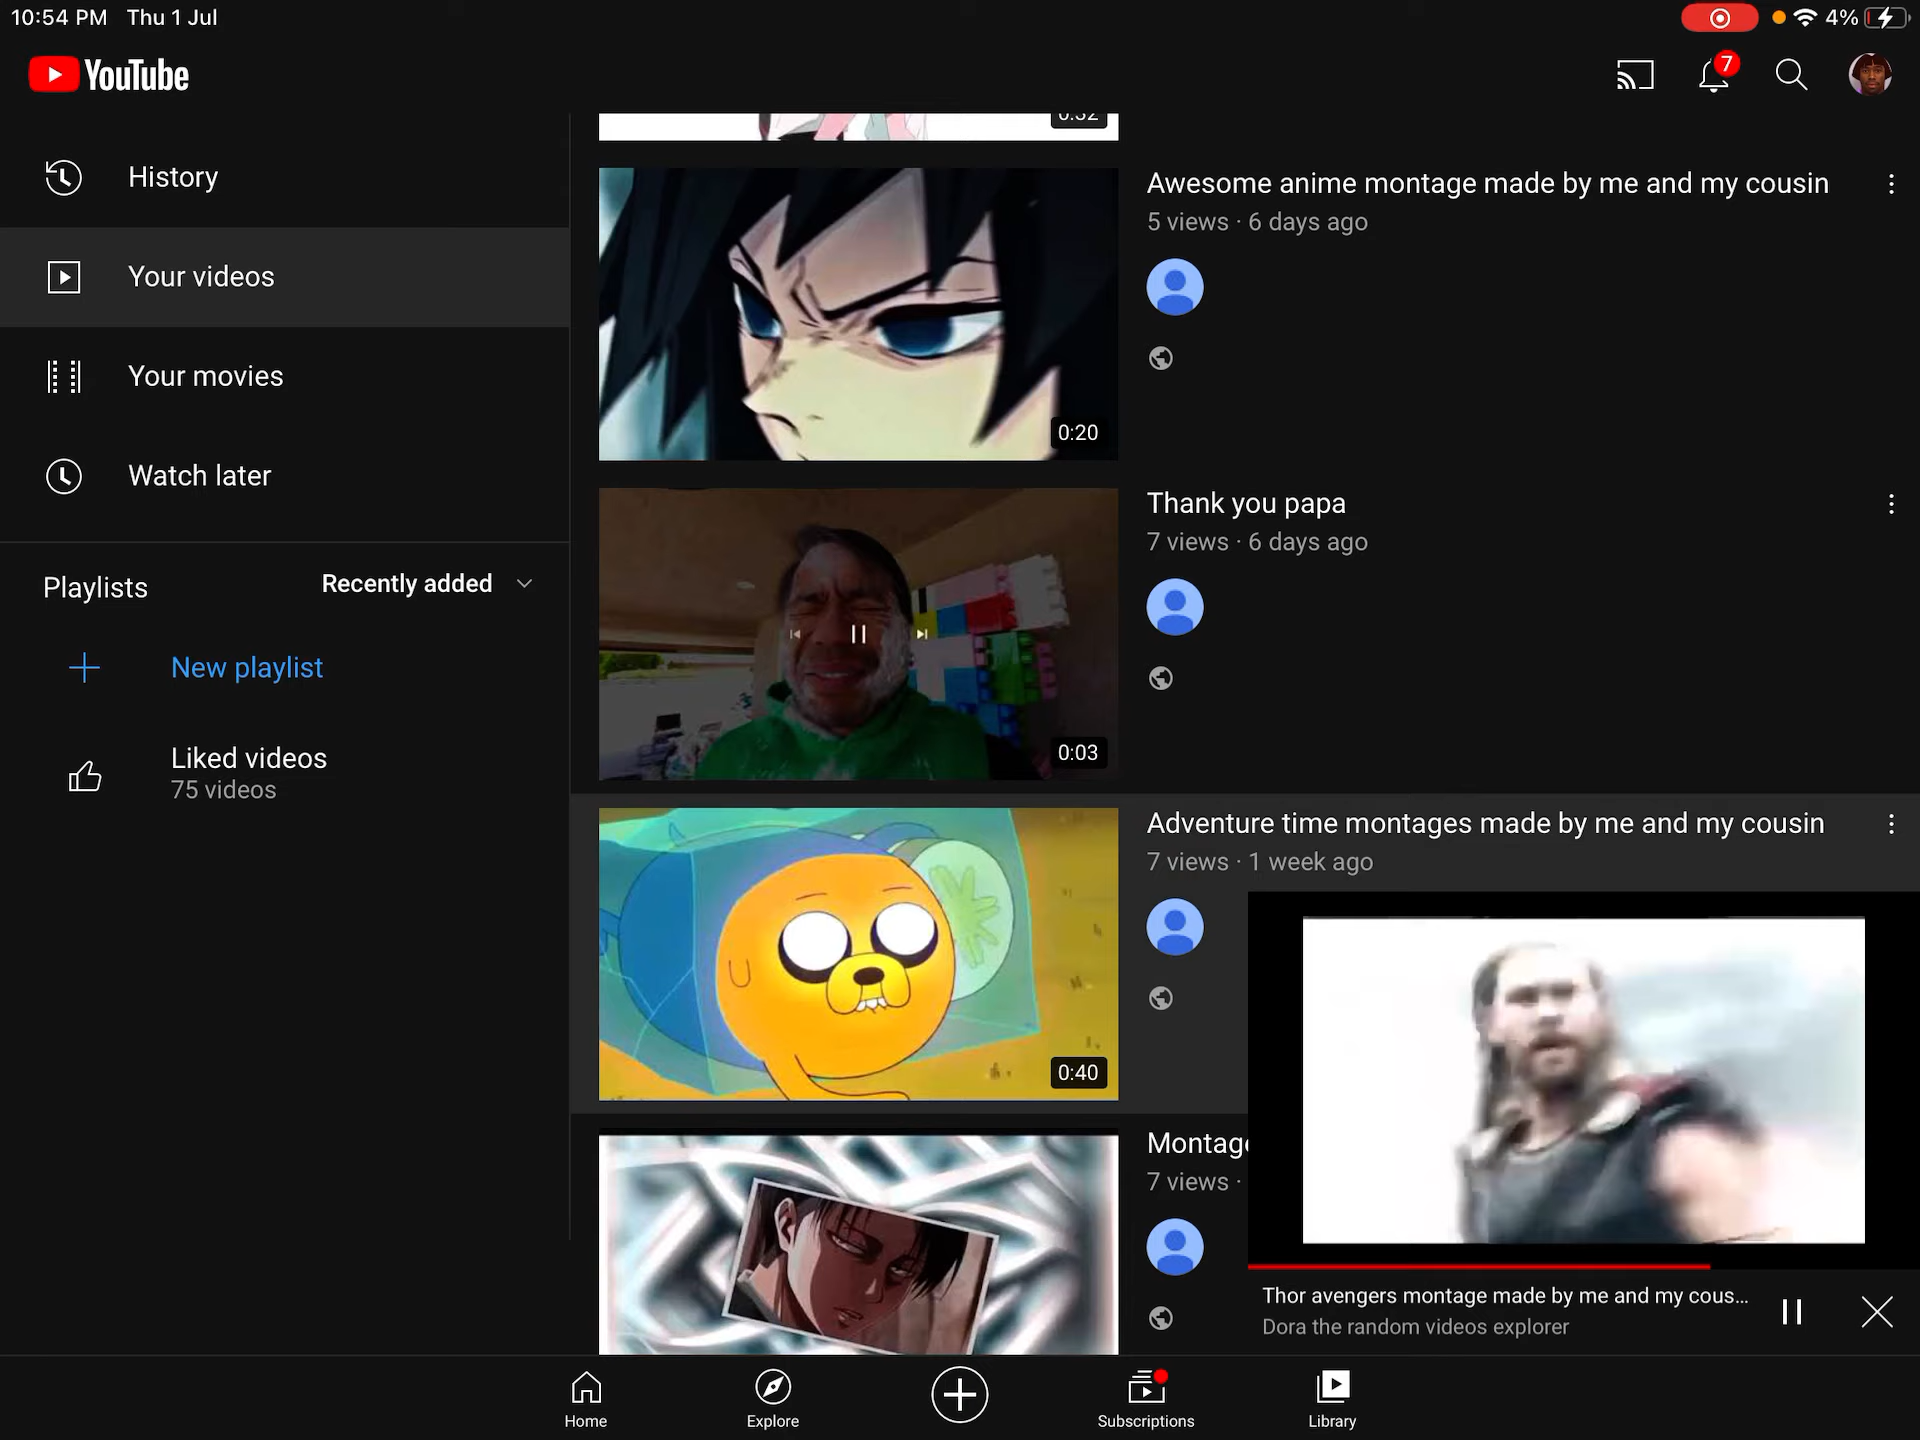 10:54 PM Thu 1 Jul
4%
YouTube
7
History
Your videos
Your movies
Watch later
Playlists
Recently added
New playlist
Liked videos
75 videos
0:32
Awesome anime montage made by me and my cousin
5 views · 6 days ago
0:20
Thank you papa
7 views · 6 days ago
0:03
Adventure time montages made by me and my cousin
7 views · 1 week ago
0:40
7 views ·
Thor avengers montage made by me and my cous...
Dora the random videos explorer
Home
Explore
Subscriptions
Library